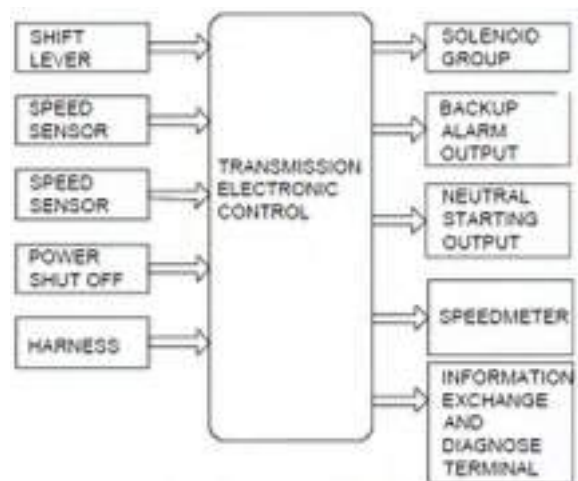 SHIFT
LEVER
SPEED
SENSOR
SPEED
SENSOR
POWER
SHUT OFF
HARNESS
TRANSMISSION
ELECTRONIC
CONTROL
SOLENOID
GROUP
BACKUP
ALARM
OUTPUT
NEUTRAL
STARTING
OUTPUT
SPEEDMETER
INFORMATION
EXCHANGE
AND
DIAGNOSE
TERMINAL